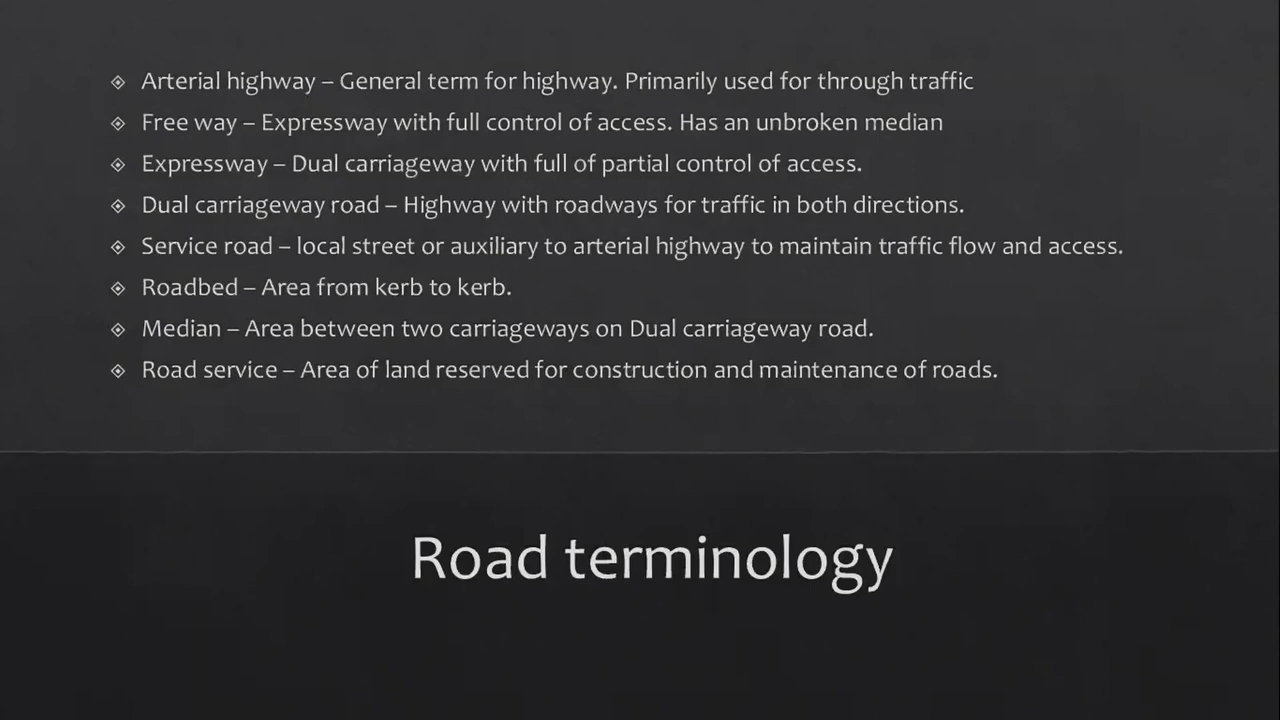 Arterial highway – General term for highway. Primarily used for through traffic
Free way – Expressway with full control of access. Has an unbroken median
Expressway – Dual carriageway with full of partial control of access.
Dual carriageway road – Highway with roadways for traffic in both directions.
Service road – local street or auxiliary to arterial highway to maintain traffic flow and access.
Roadbed – Area from kerb to kerb.
Median – Area between two carriageways on Dual carriageway road.
Road service – Area of land reserved for construction and maintenance of roads.
Road terminology